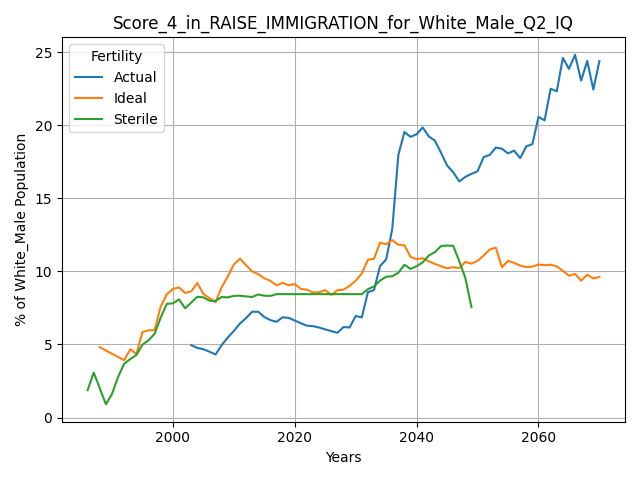 Score_4_in_RAISE_IMMIGRATION_for_White_Male_Q2_IQ
Fertility
Actual
Ideal
Sterile
% of White_Male Population
25
20
15
10
5
0
2000 2020 2040 2060
Years